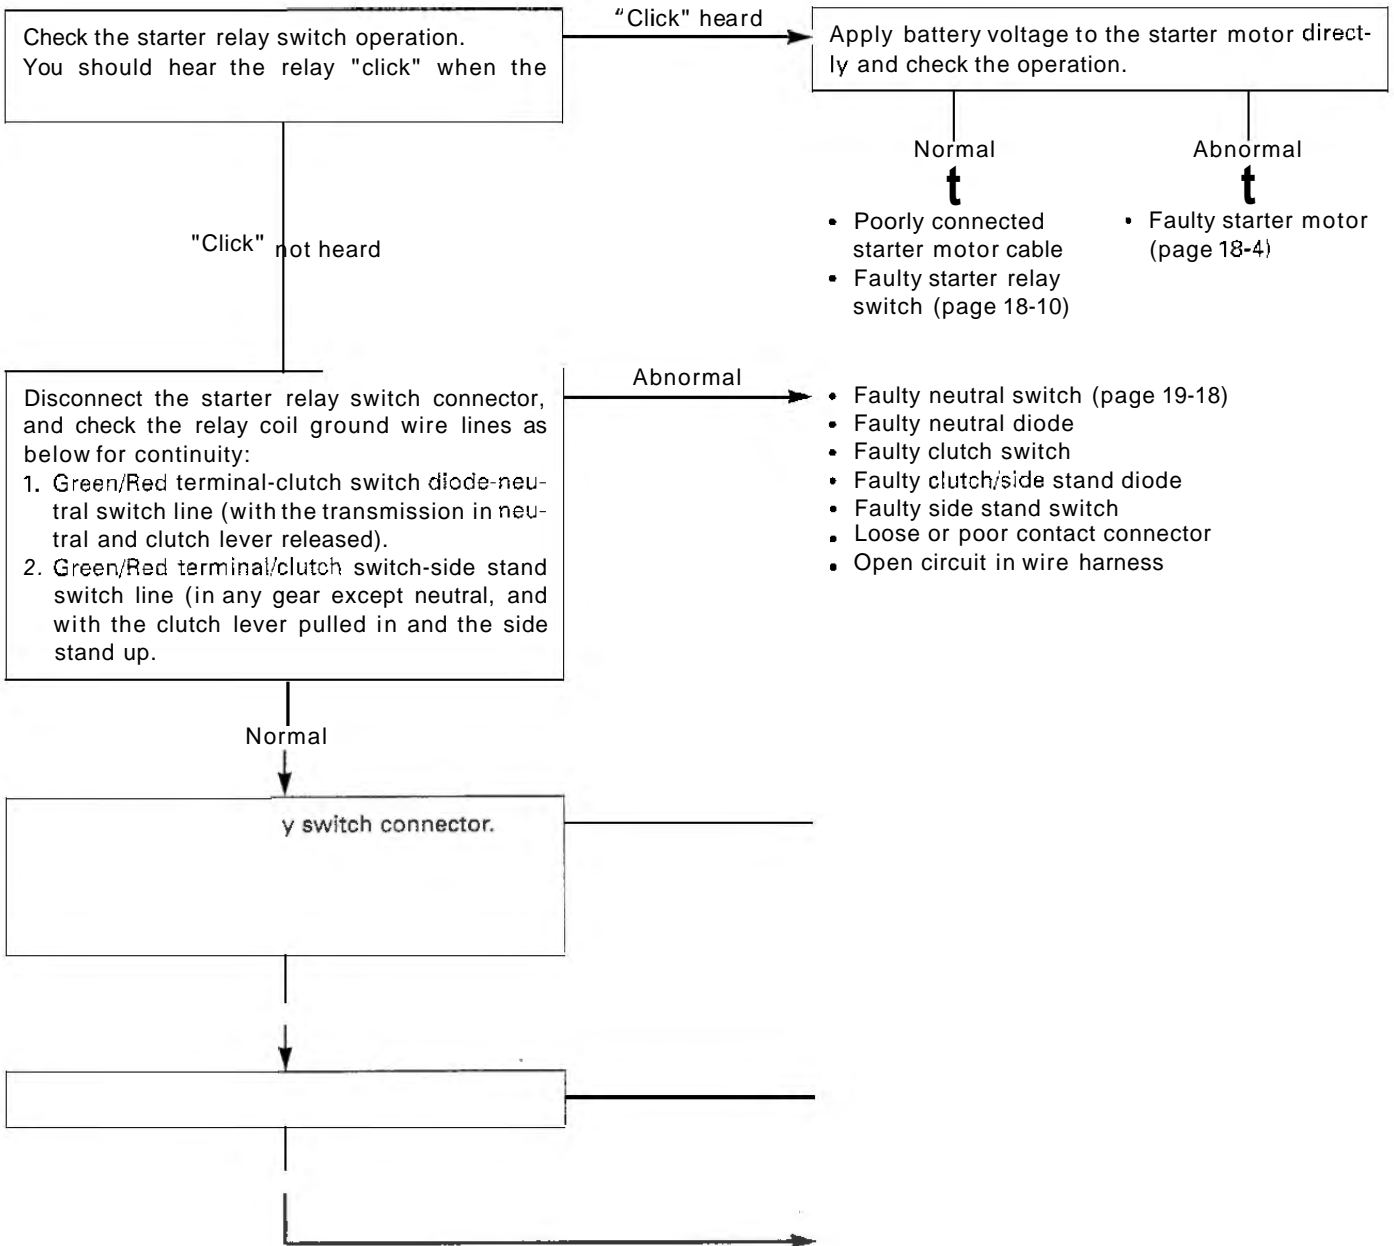 Check the starter relay switch operation.
You should hear the relay "click" when the
"Click" heard
Apply battery voltage to the starter motor direct-
ly and check the operation.
Normal
Abnormal
t
t
• Poorly connected
starter motor cable
• Faulty starter relay
switch (page 18-10)
• Faulty starter motor
(page 18-4)
"Click" not heard
Disconnect the starter relay switch connector,
and check the relay coil ground wire lines as
below for continuity:
1. Green/Red terminal-clutch switch diode-neu-
tral switch line (with the transmission in neu-
tral and clutch lever released).
2. Green/Red terminal/clutch switch-side stand
switch line (in any gear except neutral, and
with the clutch lever pulled in and the side
stand up.
Abnormal
• Faulty neutral switch (page 19-18)
• Faulty neutral diode
• Faulty clutch switch
• Faulty clutch/side stand diode
• Faulty side stand switch
• Loose or poor contact connector
• Open circuit in wire harness
Normal
y switch connector.